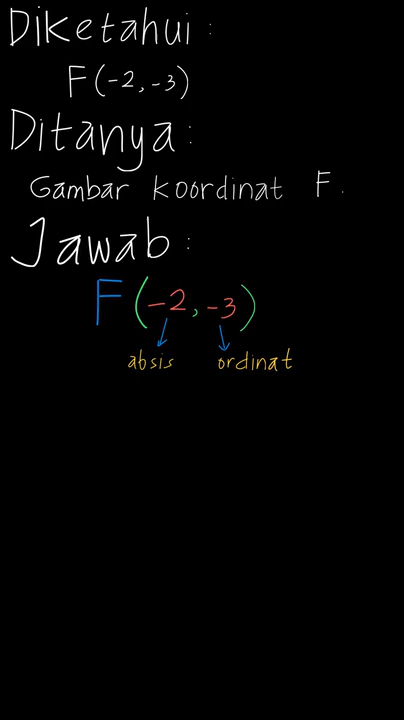 Diketahui :
F(-2,-3)
Ditanya :
Gambar koordinat F.
Jawab :
F(-2,-3)
absis ordinat